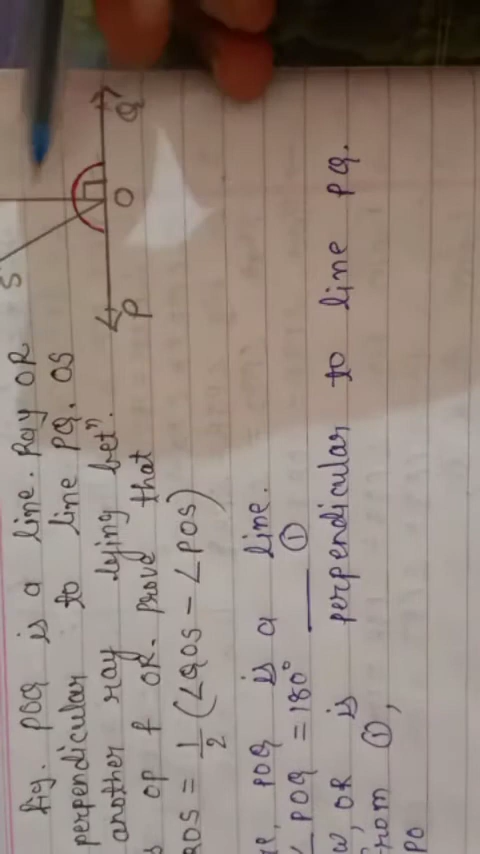 fig. POQ is a line. Ray OR
perpendicular to line PQ. OS
another ray lying betⁿ.
OP & OR. Prove that
ROS = 1/2 (∠QOS - ∠POS)
S
P O Q
POQ is a line.
∠POQ = 180° ——— ①
OR is perpendicular to line PQ.
from ①,
PO